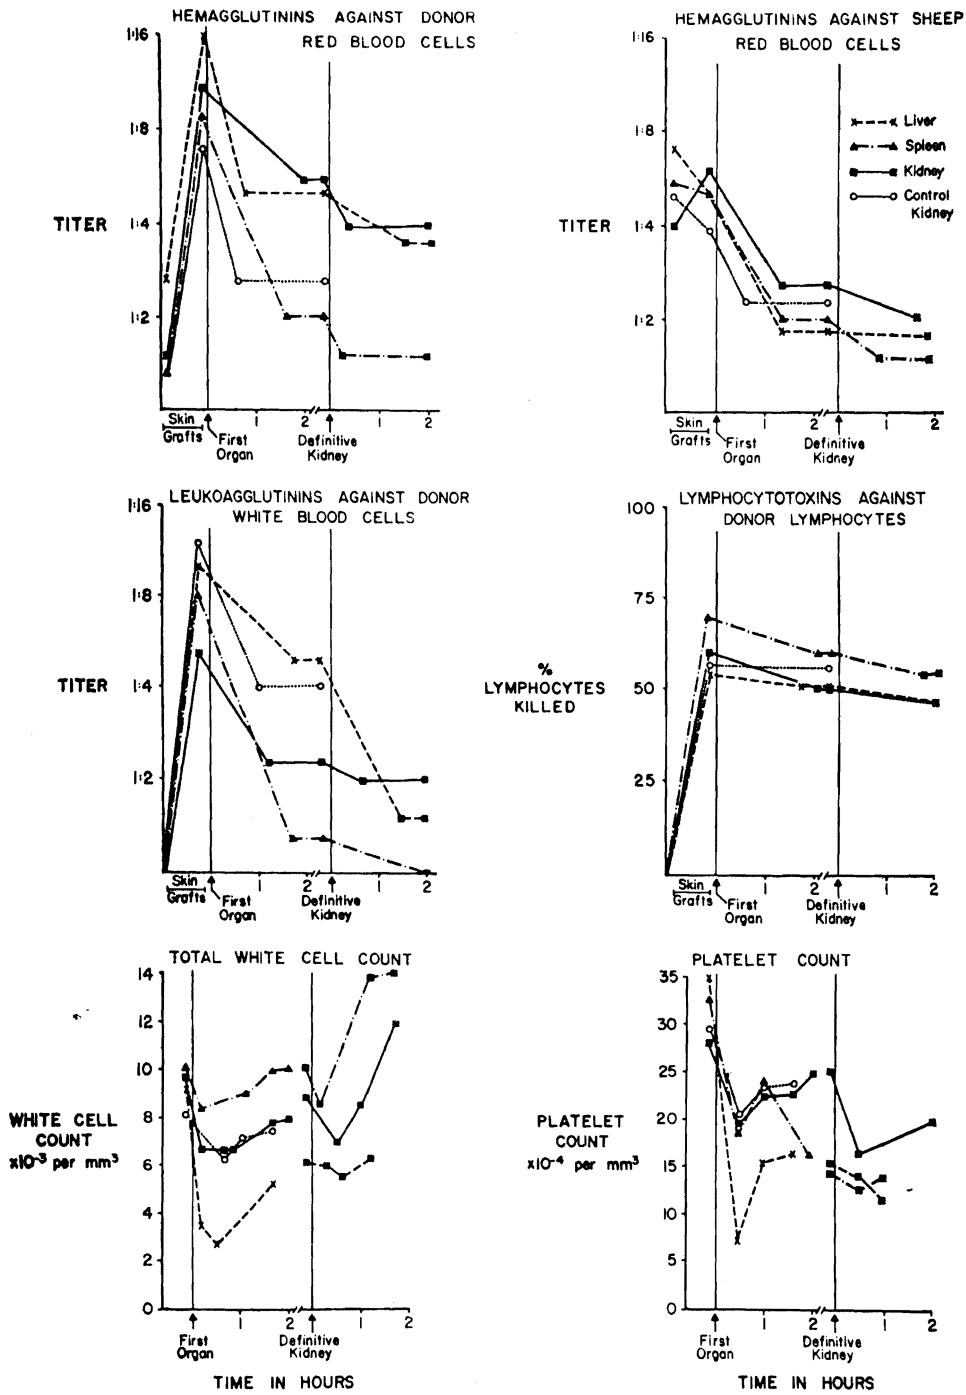 HEMAGGLUTININS AGAINST DONOR
RED BLOOD CELLS
1:16
1:8
TITER
1:4
1:2
Skin
Grafts
First
Organ
1
2
Definitive
Kidney
1
2
HEMAGGLUTININS AGAINST SHEEP
RED BLOOD CELLS
1:16
1:8
TITER
1:4
1:2
Liver
Spleen
Kidney
Control
Kidney
Skin
Grafts
First
Organ
1
2
Definitive
Kidney
1
2
LEUKOAGGLUTININS AGAINST DONOR
WHITE BLOOD CELLS
1:16
1:8
TITER
1:4
1:2
Skin
Grafts
First
Organ
1
2
Definitive
Kidney
1
2
LYMPHOCYTOTOXINS AGAINST
DONOR LYMPHOCYTES
100
75
%
LYMPHOCYTES
KILLED
50
25
Skin
Grafts
First
Organ
1
2
Definitive
Kidney
1
2
TOTAL WHITE CELL COUNT
14
12
10
8
WHITE CELL
COUNT
x10-3 per mm3
6
4
2
0
First
Organ
1
2
Definitive
Kidney
1
2
TIME IN HOURS
PLATELET COUNT
35
30
25
20
PLATELET
COUNT
x10-4 per mm3
15
10
5
0
First
Organ
1
2
Definitive
Kidney
1
2
TIME IN HOURS